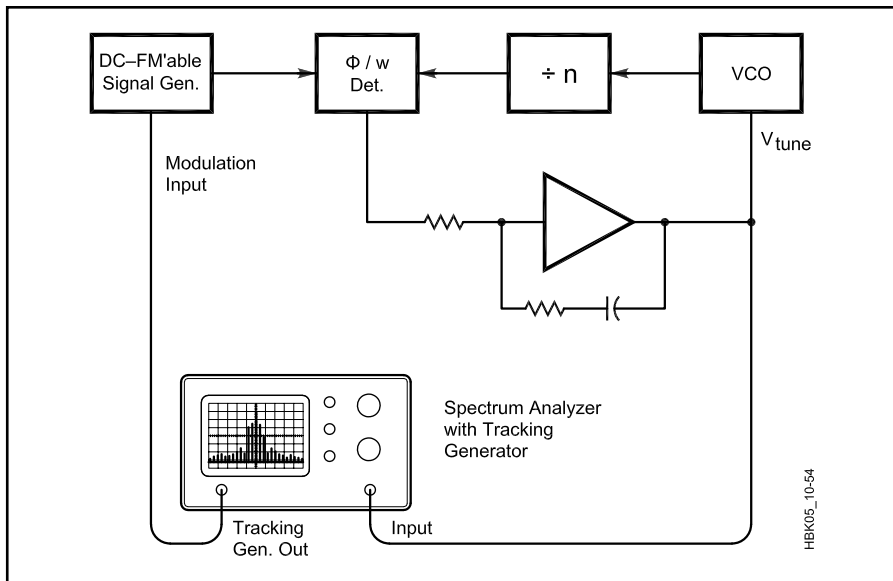 DC–FM'able
Signal Gen.
Φ / w
Det.
÷ n
VCO
V tune
Modulation
Input
Spectrum Analyzer
with Tracking
Generator
Tracking
Gen. Out
Input
HBK05_10-54